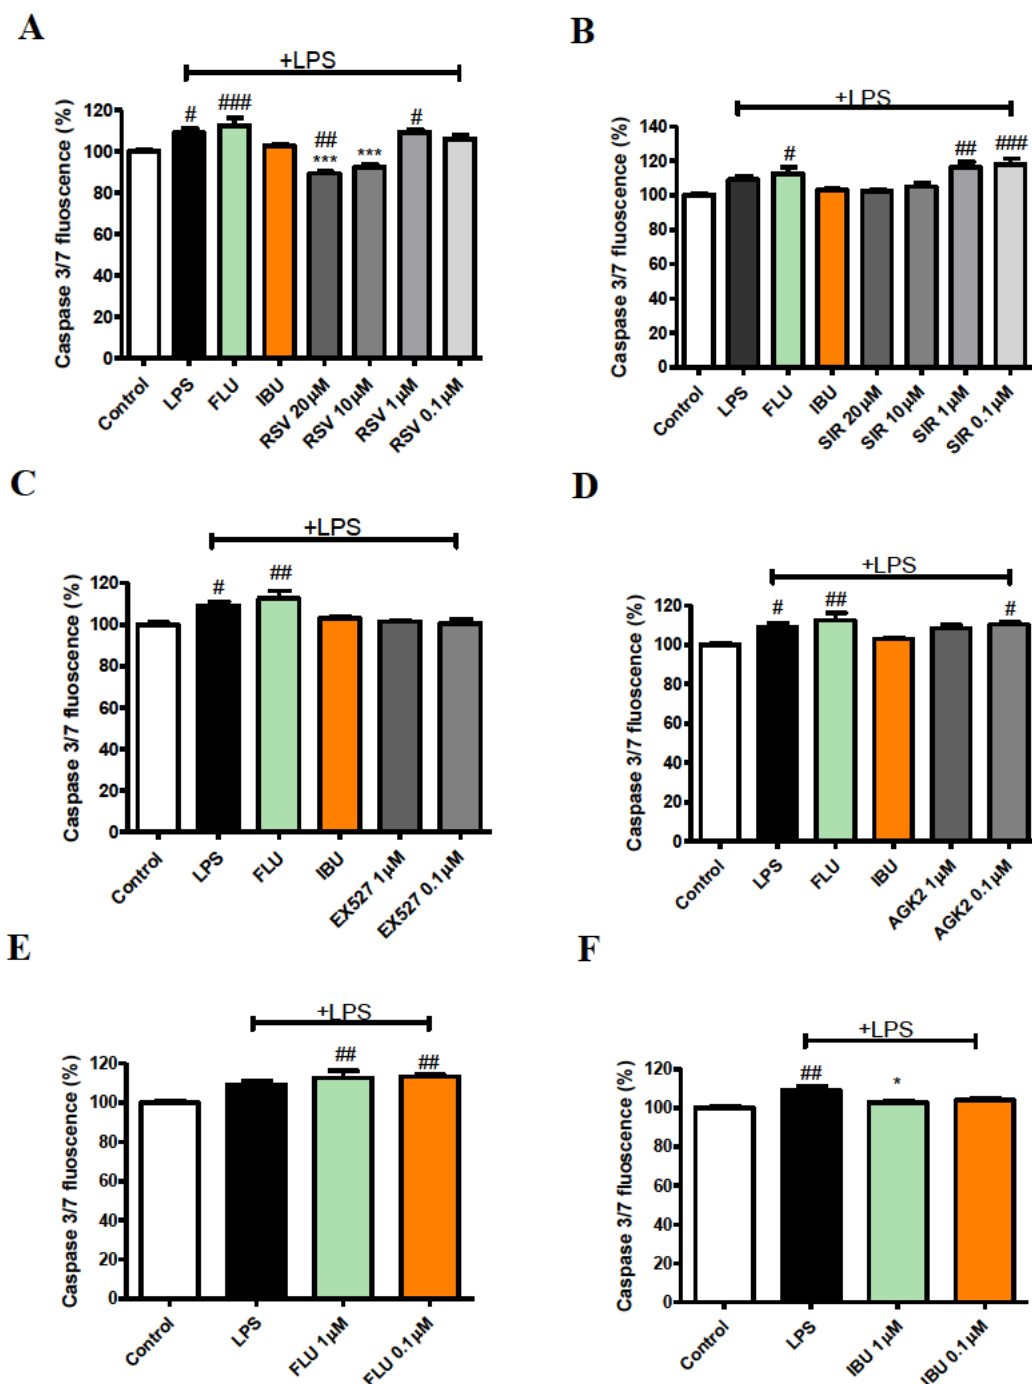 A
+LPS
Caspase 3/7 fluoscence (%)
120
100
80
60
40
20
0
#
###
##
***
***
#
Control
LPS
FLU
IBU
RSV 20µM
RSV 10µM
RSV 1µM
RSV 0.1µM
B
+LPS
Caspase 3/7 fluoscence (%)
140
120
100
80
60
40
20
0
#
##
###
Control
LPS
FLU
IBU
SIR 20µM
SIR 10µM
SIR 1µM
SIR 0.1µM
C
+LPS
Caspase 3/7 fluoscence (%)
120
100
80
60
40
20
0
#
##
Control
LPS
FLU
IBU
EX527 1µM
EX527 0.1µM
D
+LPS
Caspase 3/7 fluoscence (%)
120
100
80
60
40
20
0
#
##
#
Control
LPS
FLU
IBU
AGK2 1µM
AGK2 0.1µM
E
+LPS
Caspase 3/7 fluoscence (%)
120
100
80
60
40
20
0
##
##
Control
LPS
FLU 1µM
FLU 0.1µM
F
+LPS
Caspase 3/7 fluoscence (%)
120
100
80
60
40
20
0
##
*
Control
LPS
IBU 1µM
IBU 0.1µM